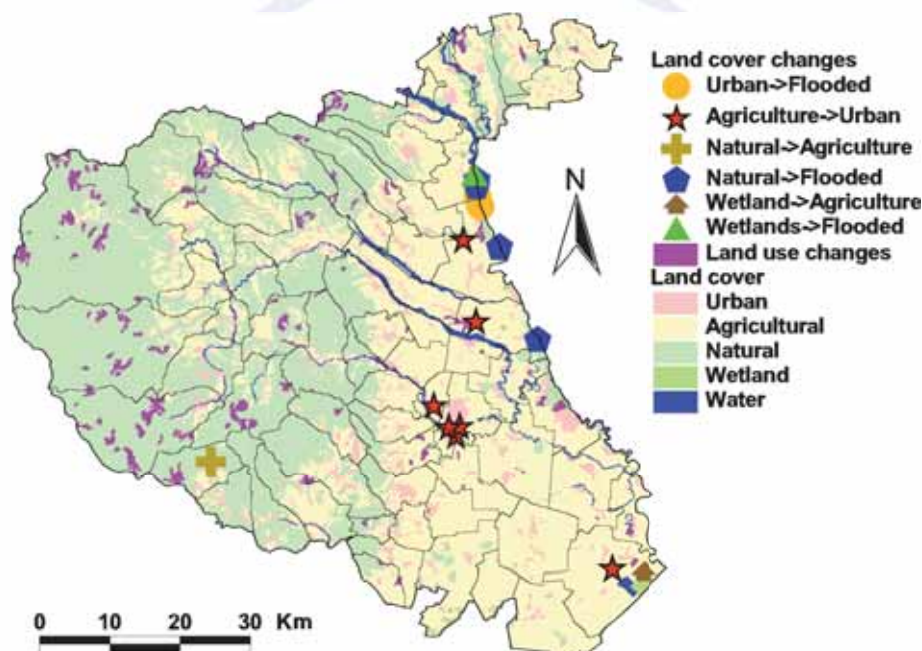 Land cover changes
Urban->Flooded
Agriculture->Urban
Natural->Agriculture
Natural->Flooded
Wetland->Agriculture
Wetlands->Flooded
Land use changes
Land cover
Urban
Agricultural
Natural
Wetland
Water
N
0 10 20 30 Km